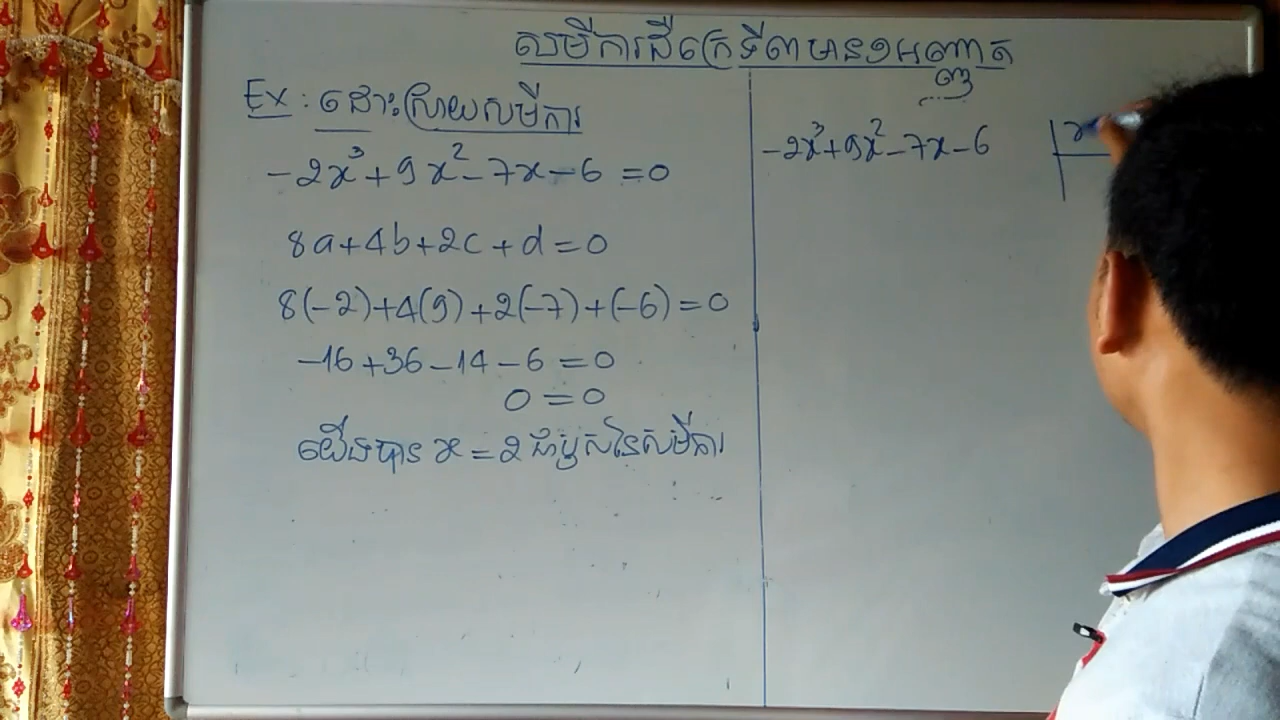 សមីការដឺក្រេទី៣មាន១អញ្ញាត
ញ
Ex : ដោះស្រាយសមីការ
-2x³+9x²-7x-6=0
8a+4b+2c+d=0
8(-2)+4(9)+2(-7)+(-6)=0
-16+36-14-6=0
0=0
យើងបាន x=2 ជាឫសនៃសមីការ
-2x³+9x²-7x-6
x